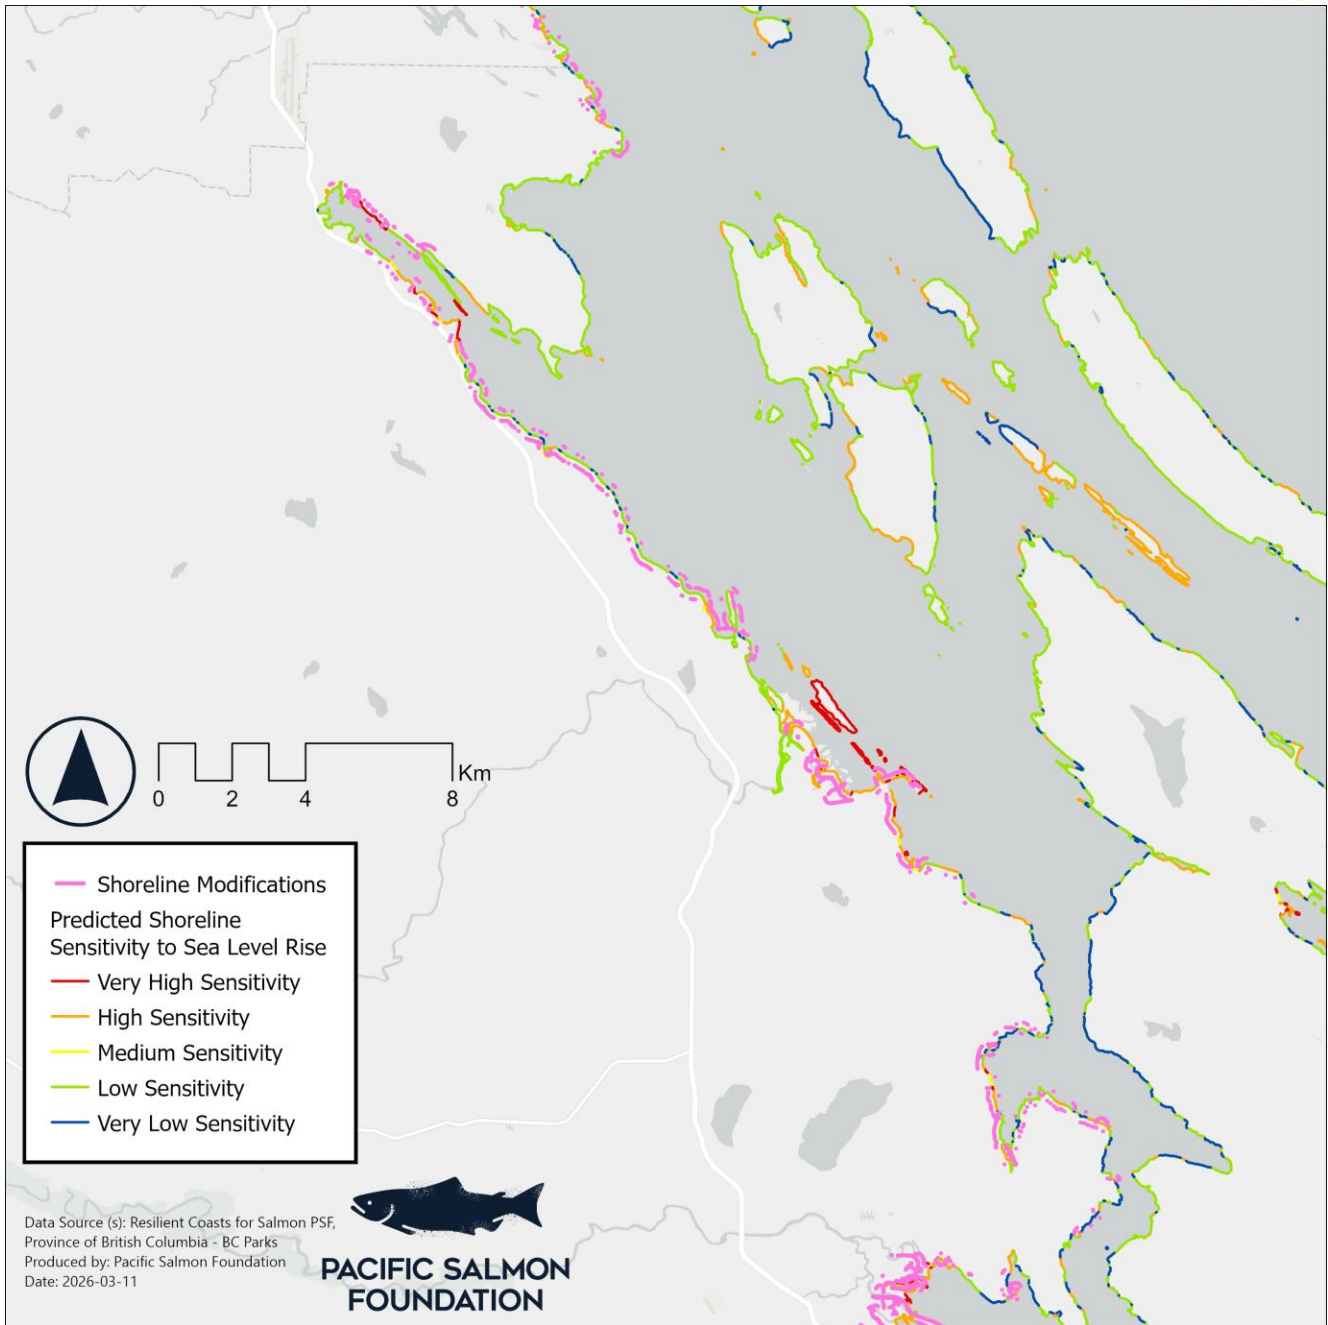 Km
0 2 4 8
Shoreline Modifications
Predicted Shoreline
Sensitivity to Sea Level Rise
Very High Sensitivity
High Sensitivity
Medium Sensitivity
Low Sensitivity
Very Low Sensitivity
Data Source (s): Resilient Coasts for Salmon PSF,
Province of British Columbia - BC Parks
Produced by: Pacific Salmon Foundation
Date: 2026-03-11
PACIFIC SALMON
FOUNDATION